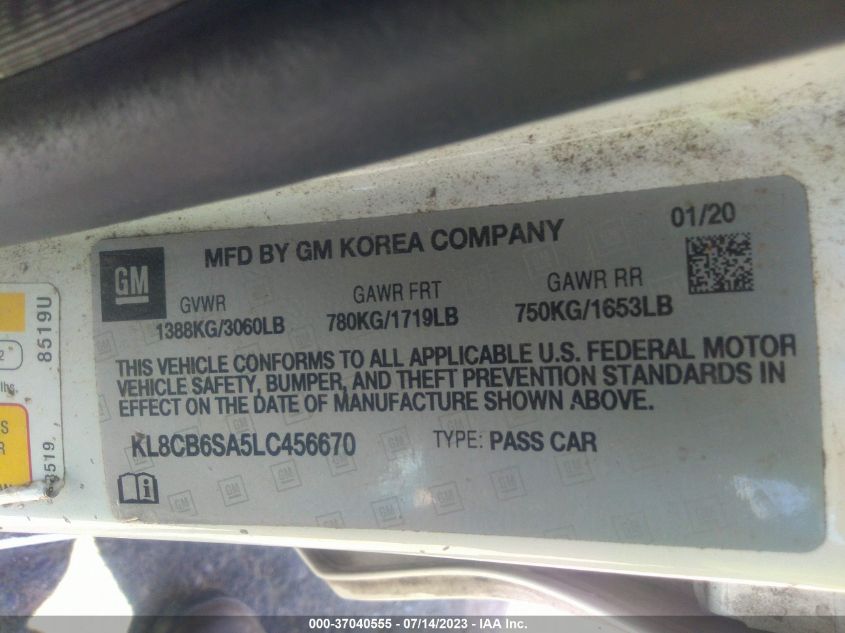 01/20
MFD BY GM KOREA COMPANY
GM
GVWR GAWR FRT GAWR RR
1388KG/3060LB 780KG/1719LB 750KG/1653LB
THIS VEHICLE CONFORMS TO ALL APPLICABLE U.S. FEDERAL MOTOR
VEHICLE SAFETY, BUMPER, AND THEFT PREVENTION STANDARDS IN
EFFECT ON THE DATE OF MANUFACTURE SHOWN ABOVE.
KL8CB6SA5LC456670 TYPE: PASS CAR
8519U
lbs.
000-37040555 - 07/14/2023 - IAA Inc.